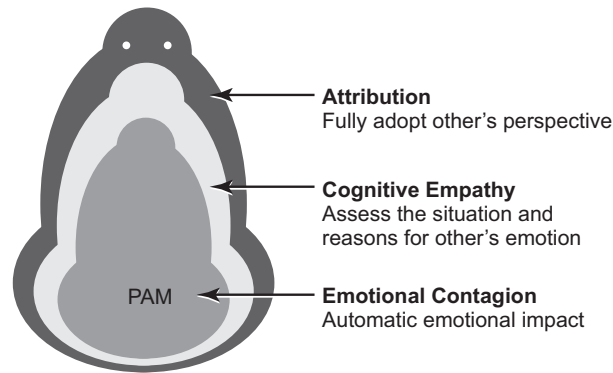 Attribution
Fully adopt other's perspective
Cognitive Empathy
Assess the situation and
reasons for other's emotion
PAM
Emotional Contagion
Automatic emotional impact